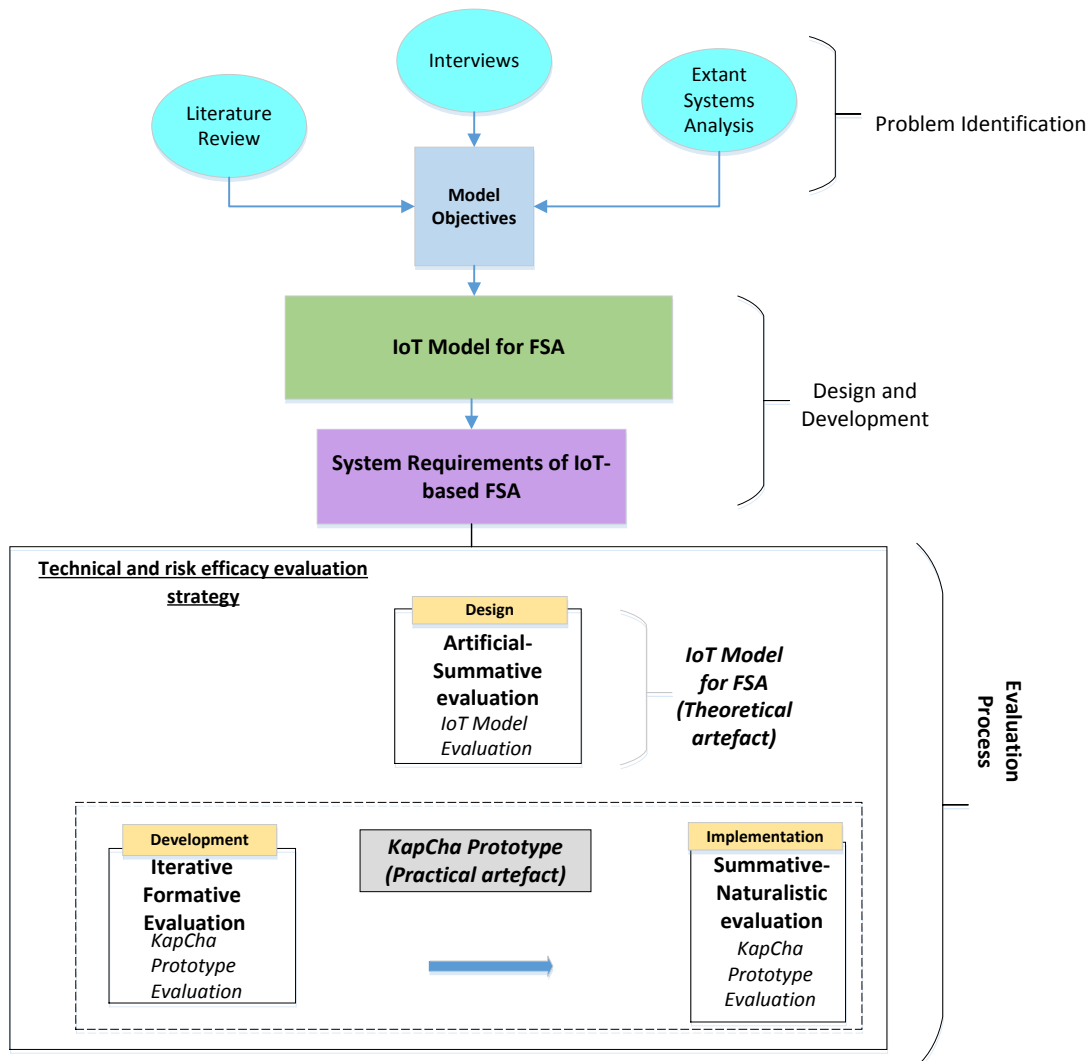 Interviews
Literature
Review
Extant
Systems
Analysis
Problem Identification
Model
Objectives
IoT Model for FSA
Design and
Development
System Requirements of IoT-
based FSA
Technical and risk efficacy evaluation
strategy
Design
Artificial-
Summative
evaluation
IoT Model
Evaluation
IoT Model
for FSA
(Theoretical
artefact)
Evaluation
Process
Development
Iterative
Formative
Evaluation
KapCha
Prototype
Evaluation
KapCha Prototype
(Practical artefact)
Implementation
Summative-
Naturalistic
evaluation
KapCha
Prototype
Evaluation